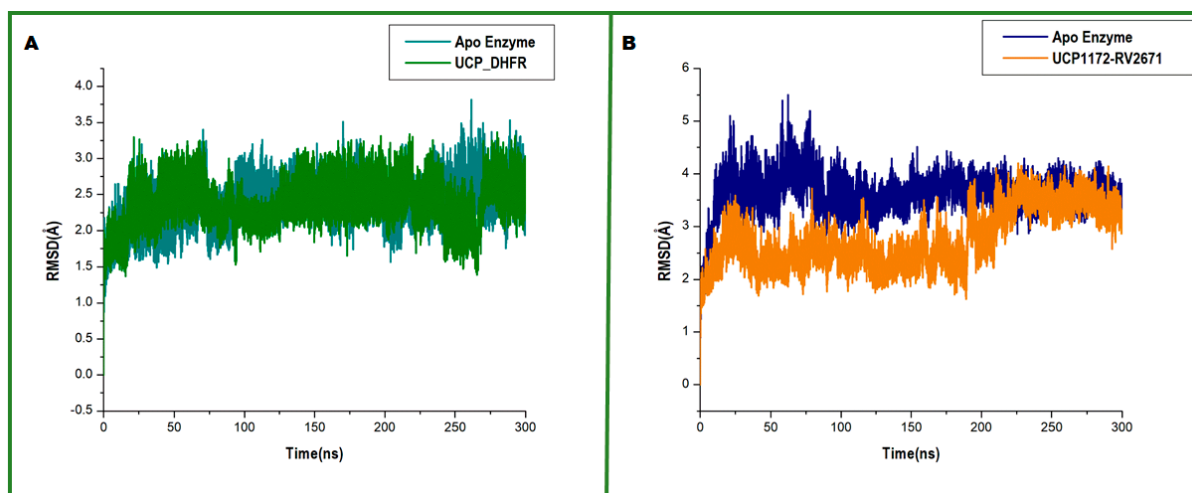 A
Apo Enzyme
UCP_DHFR
4.0
3.5
3.0
2.5
2.0
1.5
1.0
0.5
0.0
-0.5
RMSD(Å)
0 50 100 150 200 250 300
Time(ns)
B
Apo Enzyme
UCP1172-RV2671
6
5
4
3
2
1
0
RMSD(Å)
0 50 100 150 200 250 300
Time(ns)